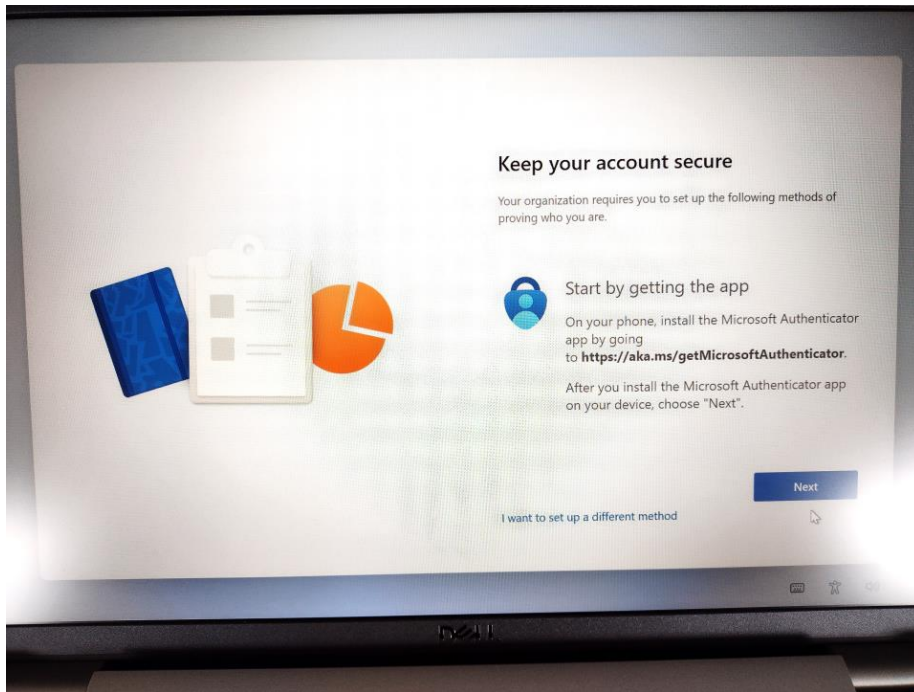 Keep your account secure
Your organization requires you to set up the following methods of
proving who you are.
Start by getting the app
On your phone, install the Microsoft Authenticator
app by going
to https://aka.ms/getMicrosoftAuthenticator.
After you install the Microsoft Authenticator app
on your device, choose "Next".
Next
I want to set up a different method
DELL